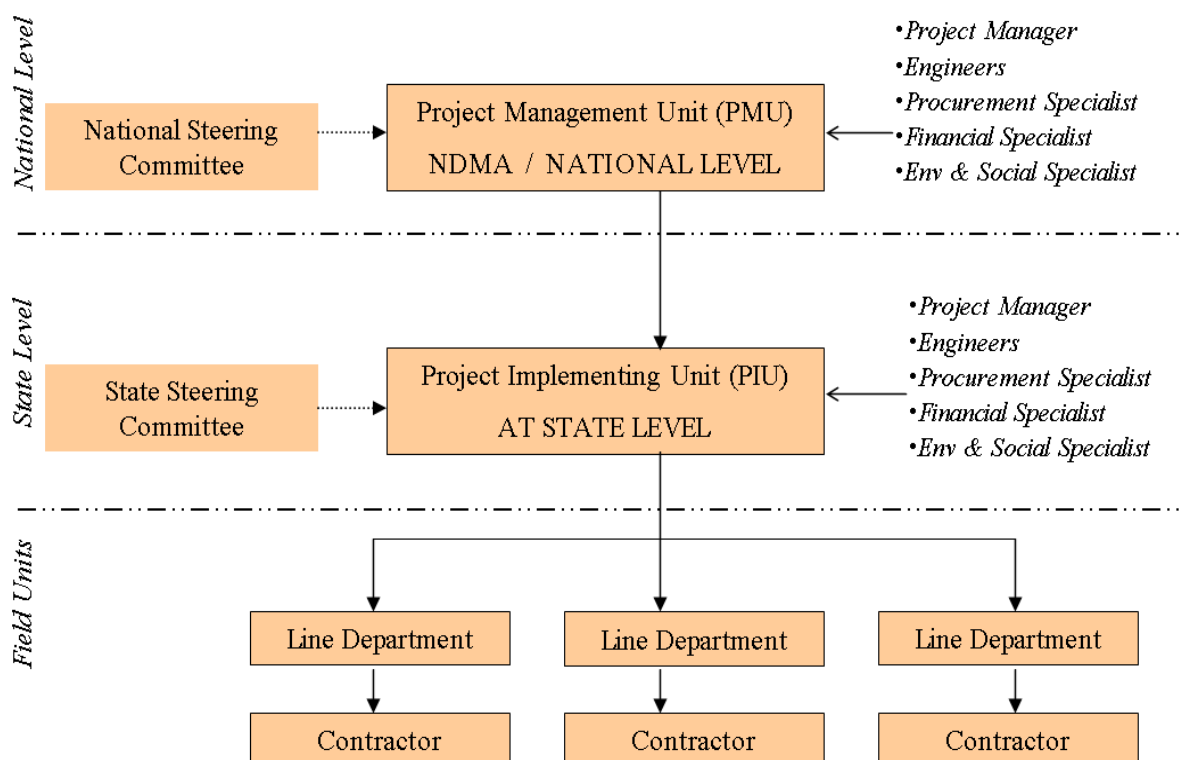 National Level
National Steering
Committee
Project Management Unit (PMU)
NDMA / NATIONAL LEVEL
•Project Manager
•Engineers
•Procurement Specialist
•Financial Specialist
•Env & Social Specialist
State Level
State Steering
Committee
Project Implementing Unit (PIU)
AT STATE LEVEL
•Project Manager
•Engineers
•Procurement Specialist
•Financial Specialist
•Env & Social Specialist
Field Units
Line Department
Line Department
Line Department
Contractor
Contractor
Contractor